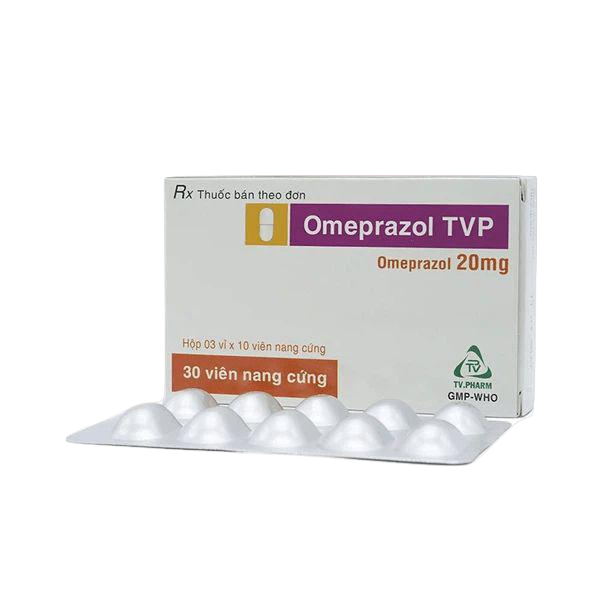 Rx Thuốc bán theo đơn
Omeprazol TVP
Omeprazol 20mg
Hộp 03 vỉ x 10 viên nang cứng
30 viên nang cứng
TV
TV.PHARM
GMP-WHO